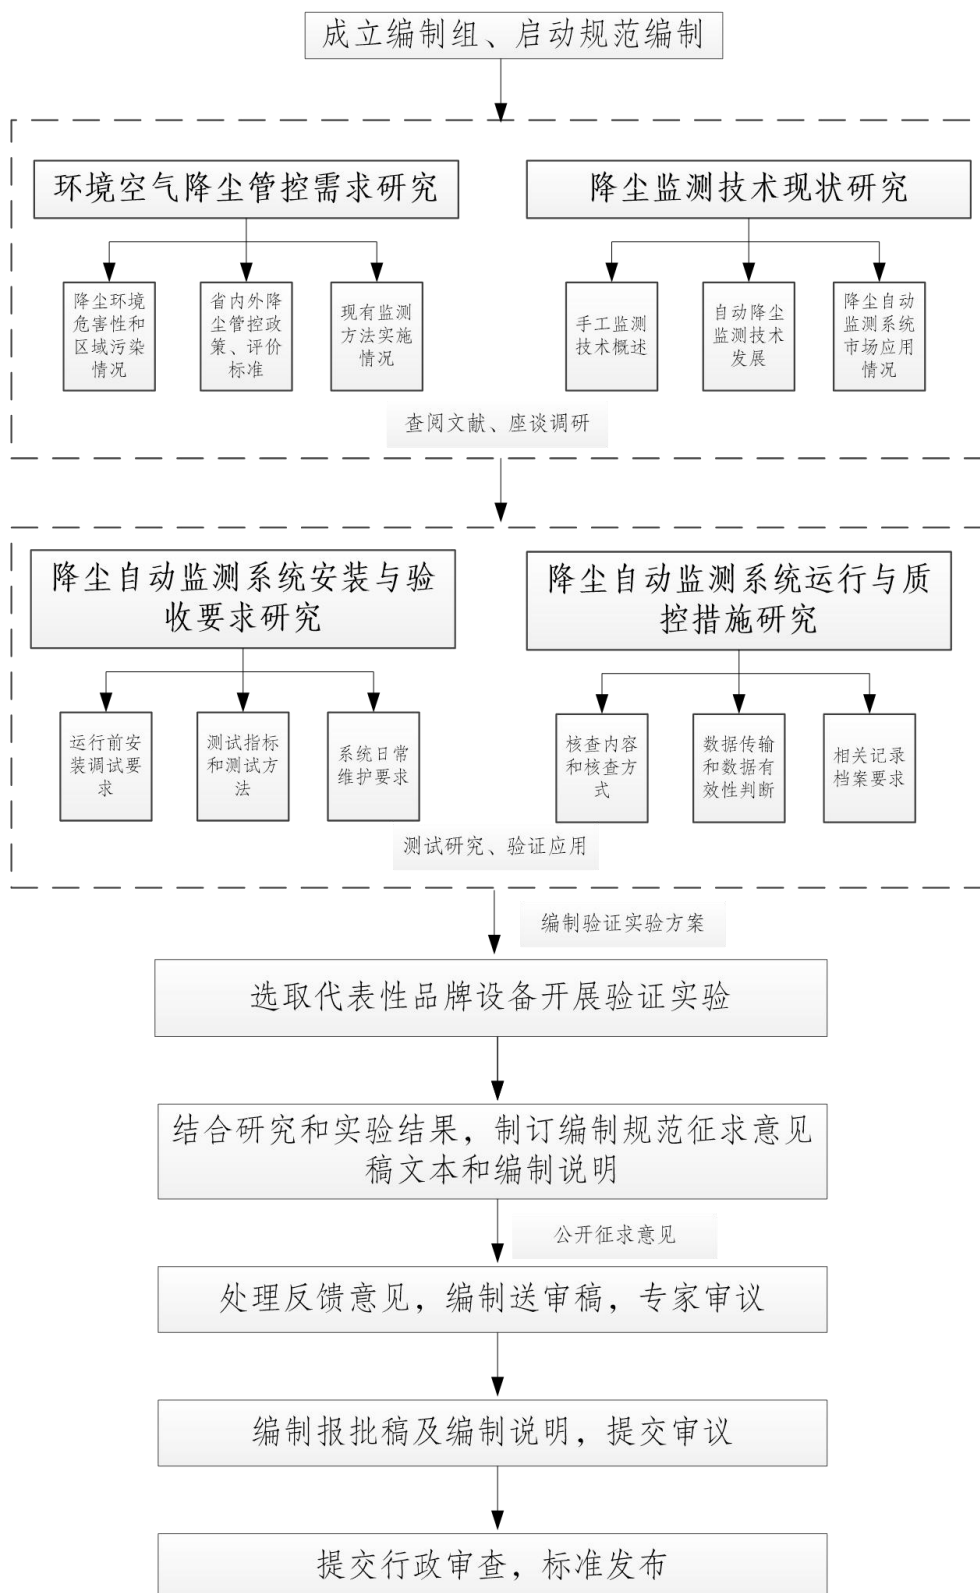 成立编制组、启动规范编制
环境空气降尘管控需求研究
降尘监测技术现状研究
降尘环境
危害性和
区域污染
情况
省内外降
尘管控政
策、评价
标准
现有监测
方法实施
情况
手工监测
技术概述
自动降尘
监测技术
发展
降尘自动
监测系统
市场应用
情况
查阅文献、座谈调研
降尘自动监测系统安装与验
收要求研究
降尘自动监测系统运行与质
控措施研究
运行前安
装调试要
求
测试指标
和测试方
法
系统日常
维护要求
核查内容
和核查方
式
数据传输
和数据有
效性判断
相关记录
档案要求
测试研究、验证应用
编制验证实验方案
选取代表性品牌设备开展验证实验
结合研究和实验结果，制订编制规范征求意见
稿文本和编制说明
公开征求意见
处理反馈意见，编制送审稿，专家审议
编制报批稿及编制说明，提交审议
提交行政审查，标准发布